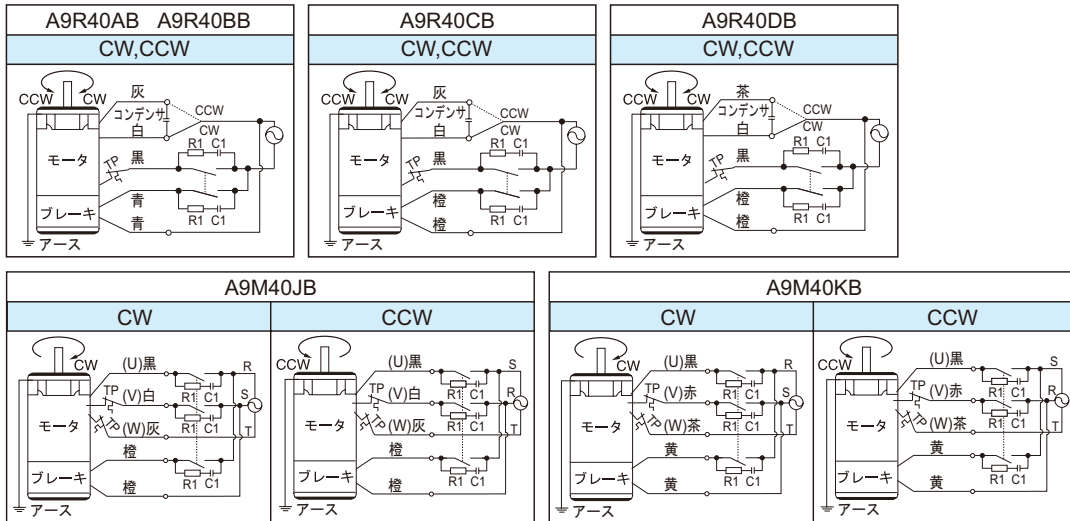 A9R40AB A9R40BB
CW,CCW
CCW CW
灰
コンデンサ
白
CCW
CW
R1 C1
TP
黒
モータ
青
R1 C1
ブレーキ
青
アース
A9R40CB
CW,CCW
CCW CW
灰
コンデンサ
白
CCW
CW
R1 C1
TP
黒
モータ
橙
R1 C1
ブレーキ
橙
アース
A9R40DB
CW,CCW
CCW CW
茶
コンデンサ
白
CCW
CW
R1 C1
TP
黒
モータ
橙
R1 C1
ブレーキ
橙
アース
A9M40JB
CW
CW
(U)黒
R
R1 C1
TP
(V)白
S
R1 C1
TP
(W)灰
T
モータ
橙
R1 C1
ブレーキ
橙
アース
CCW
CCW
(U)黒
S
R1 C1
TP
(V)白
R
R1 C1
TP
(W)灰
T
モータ
橙
R1 C1
ブレーキ
橙
アース
A9M40KB
CW
CW
(U)黒
R
R1 C1
TP
(V)赤
S
R1 C1
TP
(W)茶
T
モータ
黄
R1 C1
ブレーキ
黄
アース
CCW
CCW
(U)黒
S
R1 C1
TP
(V)赤
R
R1 C1
TP
(W)茶
T
モータ
黄
R1 C1
ブレーキ
黄
アース